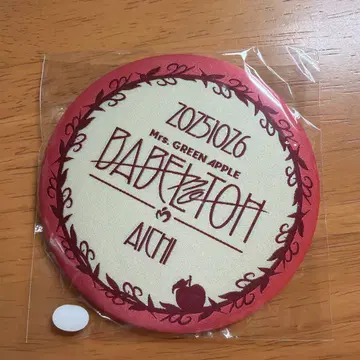 20251026
Mrs. GREEN APPLE
BABEL no TOH
AICHI